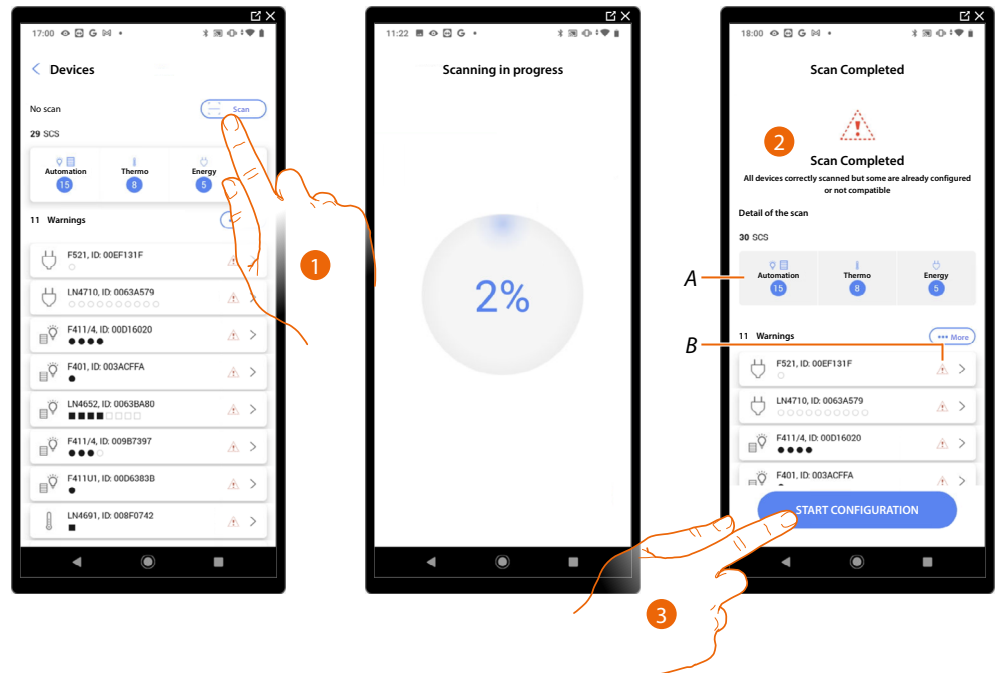 17:00 G
Devices
No scan
Scan
29 SCS
Automation
Thermo
Energy
15
8
5
11 Warnings
F521, ID: 00EF131F
LN4710, ID: 0063A579
F411/4, ID: 00D16020
F401, ID: 003ACFFA
LN4652, ID: 0063BA80
F411/4, ID: 009B7397
F411U1, ID: 00D6383B
LN4691, ID: 008F0742
1
11:22 G
Scanning in progress
2%
18:00 G
Scan Completed
2
Scan Completed
All devices correctly scanned but some are already configured
or not compatible
Detail of the scan
30 SCS
A
Automation
Thermo
Energy
15
8
5
11 Warnings
••• More
B
F521, ID: 00EF131F
LN4710, ID: 0063A579
F411/4, ID: 00D16020
F401, ID: 003ACFFA
START CONFIGURATION
3